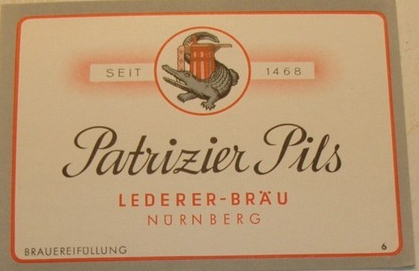 SEIT 1468
Patrizier Pils
LEDERER-BRÄU
NÜRNBERG
BRAUEREIFÜLLUNG 6